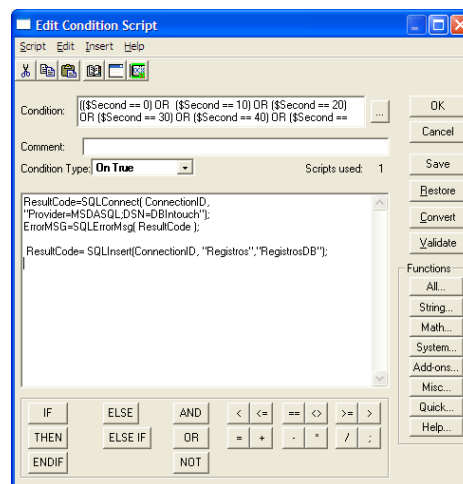 Edit Condition Script
Script Edit Insert Help
Condition:
(($Second == 0) OR ($Second == 10) OR ($Second == 20)
OR ($Second == 30) OR ($Second == 40) OR ($Second ==
...
OK
Cancel
Comment:
Condition Type: On True
Scripts used: 1
Save
Restore
Convert
Validate
ResultCode=SQLConnect( ConnectionID,
"Provider=MSDASQL;DSN=DBIntouch");
ErrorMSG=SQLErrorMsg( ResultCode );
ResultCode= SQLInsert(ConnectionID, "Registros","RegistrosDB");
Functions
All...
String...
Math...
System...
Add-ons...
Misc...
Quick...
Help...
IF ELSE AND < <= == <> >= >
THEN ELSE IF OR = + - * / ;
ENDIF NOT